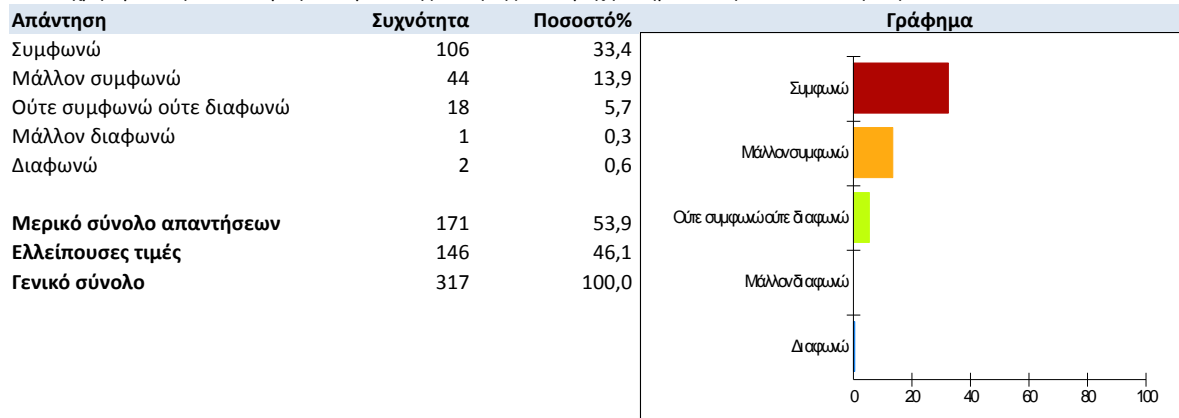 Απάντηση Συχνότητα Ποσοστό% Γράφημα
Συμφωνώ 106 33,4
Μάλλον συμφωνώ 44 13,9
Ούτε συμφωνώ ούτε διαφωνώ 18 5,7
Μάλλον διαφωνώ 1 0,3
Διαφωνώ 2 0,6
Μερικό σύνολο απαντήσεων 171 53,9
Ελλείπουσες τιμές 146 46,1
Γενικό σύνολο 317 100,0
Συμφωνώ
Μάλλον συμφωνώ
Ούτε συμφωνώ ούτε διαφωνώ
Μάλλον διαφωνώ
Διαφωνώ
0 20 40 60 80 100